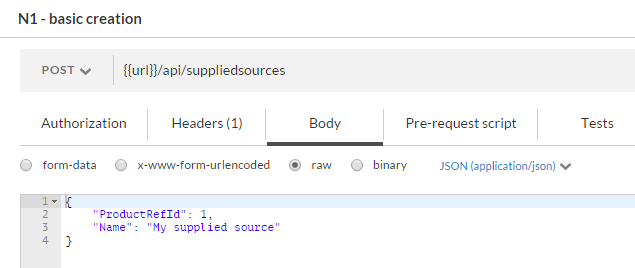 N1 - basic creation
POST {{url}}/api/suppliedsources
Authorization Headers (1) Body Pre-request script Tests
form-data x-www-form-urlencoded raw binary JSON (application/json)
1 {
2 "ProductRefId": 1,
3 "Name": "My supplied source"
4 }